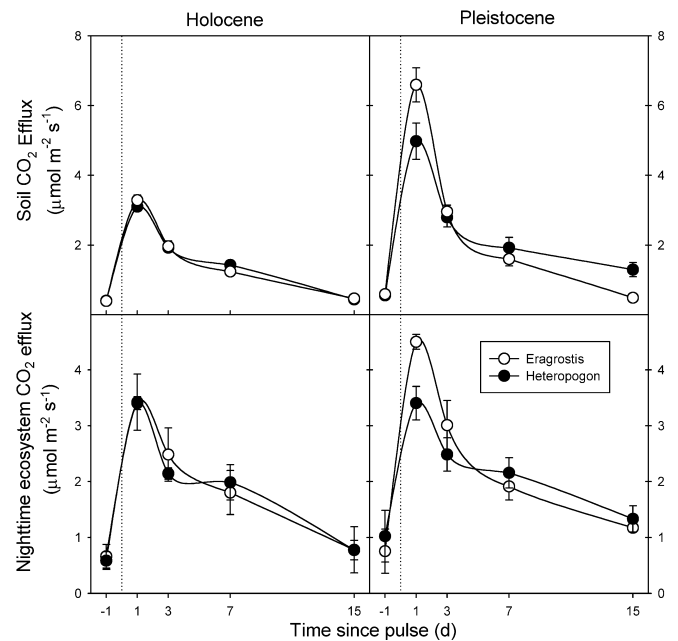 Holocene
Pleistocene
8
6
4
2
Soil CO2 Efflux
(μmol m-2 s-1)
8
6
4
2
4
3
2
1
0
Nighttime ecosystem CO2 efflux
(μmol m-2 s-1)
Eragrostis
Heteropogon
4
3
2
1
0
-1 1 3 7 15
-1 1 3 7 15
Time since pulse (d)